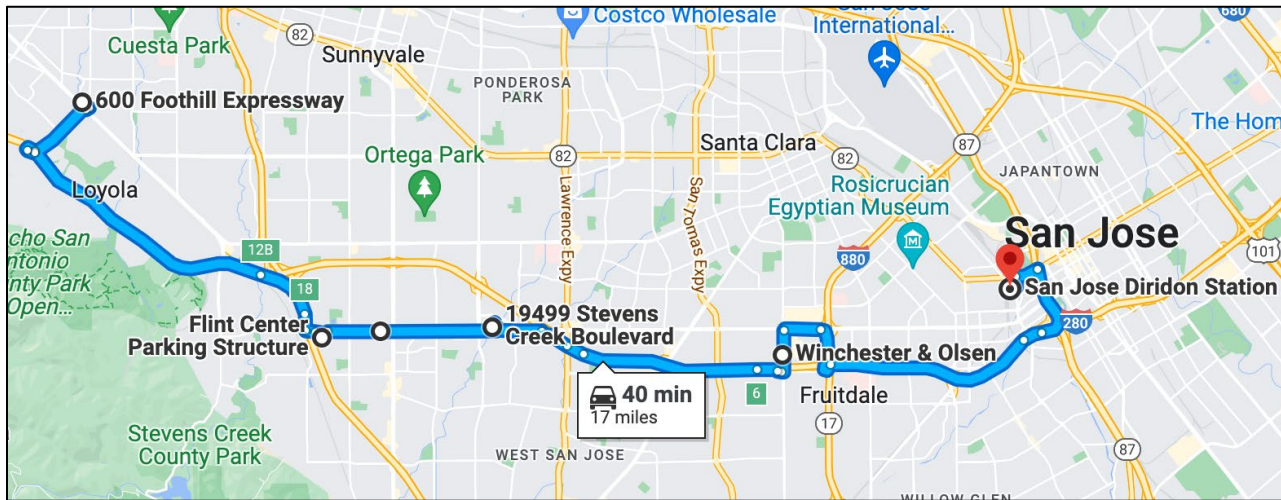 Cuesta Park
82
Sunnyvale
Costco Wholesale
San Jose
International...
680
PONDEROSA
PARK
600 Foothill Expressway
82
Santa Clara
82
87
The Hom
JAPANTOWN
Ortega Park
Lawrence Expy
San Tomas Expy
Rosicrucian
Egyptian Museum
Loyola
cho San
ntonio
nty Park
Open...
12B
880
San Jose
101
18
San Jose Diridon Station
Flint Center
Parking Structure
19499 Stevens
Creek Boulevard
280
Winchester & Olsen
40 min
17 miles
6
Fruitdale
17
Stevens Creek
County Park
WEST SAN JOSE
87
WILLOW GLEN